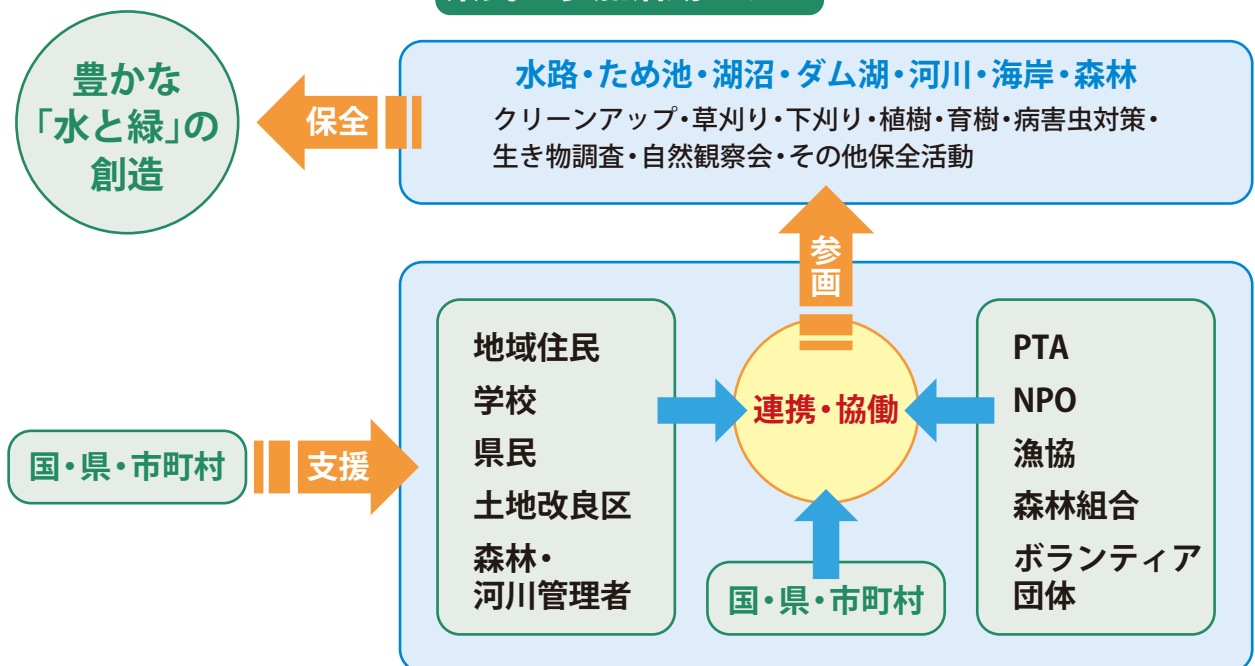 豊かな
「水と緑」の
創造
保全
水路・ため池・湖沼・ダム湖・河川・海岸・森林
クリーンアップ・草刈り・下刈り・植樹・育樹・病害虫対策・
生き物調査・自然観察会・その他保全活動
参画
国・県・市町村
支援
地域住民
学校
県民
土地改良区
森林・
河川管理者
連携・協働
国・県・市町村
PTA
NPO
漁協
森林組合
ボランティア
団体